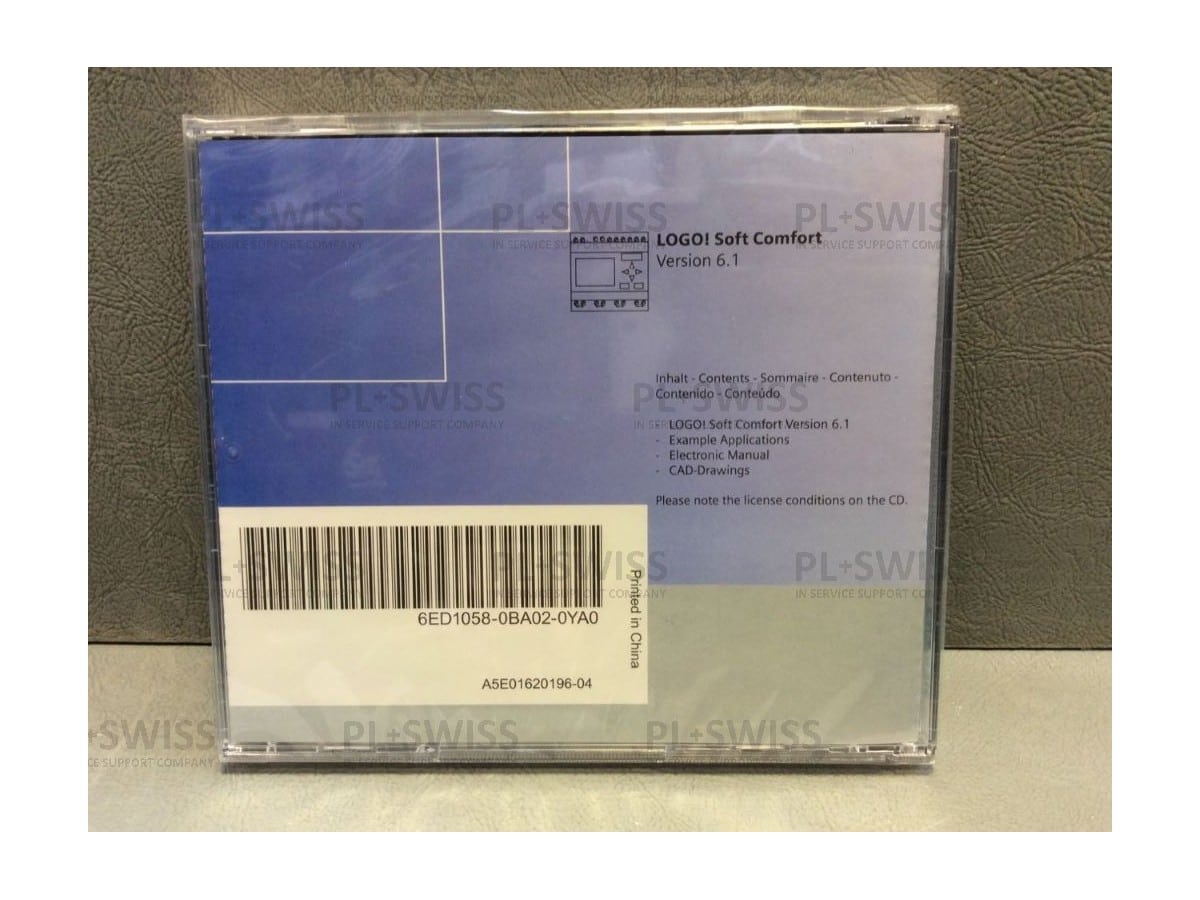 LOGO! Soft Comfort
Version 6.1
Inhalt - Contents - Sommaire - Contenuto -
Contenido - Conteúdo
- LOGO! Soft Comfort Version 6.1
- Example Applications
- Electronic Manual
- CAD-Drawings
Please note the license conditions on the CD.
6ED1058-0BA02-0YA0
Printed in China
A5E01620196-04
PL+SWISS
IN SERVICE SUPPORT COMPANY